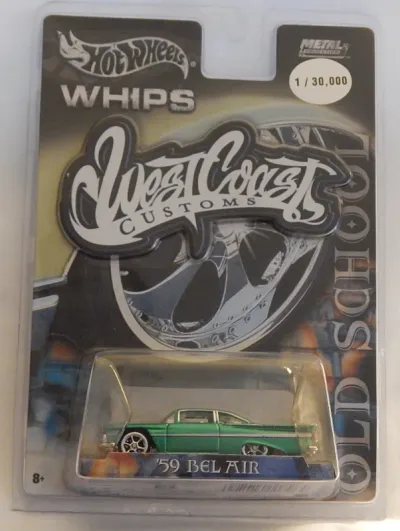 Hot Wheels
METAL
1 / 30,000
WHIPS
West Coast
CUSTOMS
OLD SCHOOL
'59 BEL AIR
8+